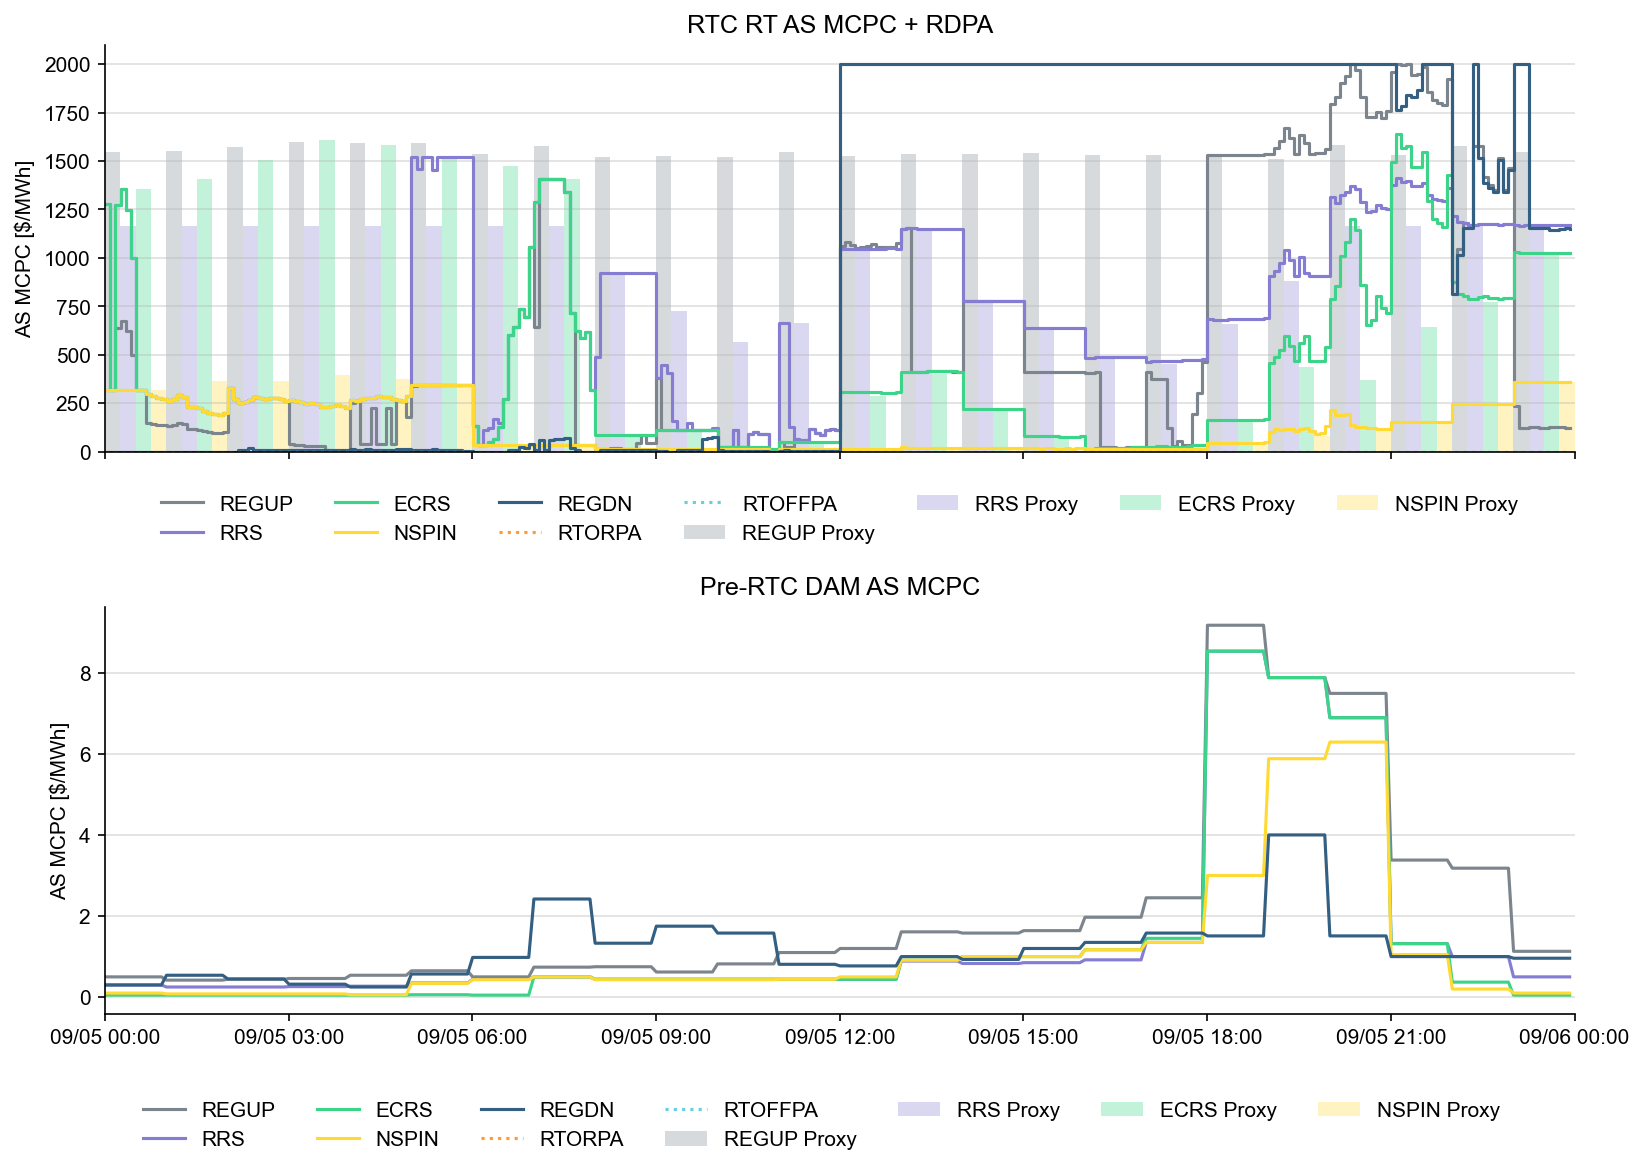 RTC RT AS MCPC + RDPA
AS MCPC [$/MWh]
2000
1750
1500
1250
1000
750
500
250
0
REGUP ECRS REGDN RTOFFPA RRS Proxy ECRS Proxy NSPIN Proxy
RRS NSPIN RTORPA REGUP Proxy
Pre-RTC DAM AS MCPC
AS MCPC [$/MWh]
8
6
4
2
0
09/05 00:00 09/05 03:00 09/05 06:00 09/05 09:00 09/05 12:00 09/05 15:00 09/05 18:00 09/05 21:00 09/06 00:00
REGUP ECRS REGDN RTOFFPA RRS Proxy ECRS Proxy NSPIN Proxy
RRS NSPIN RTORPA REGUP Proxy